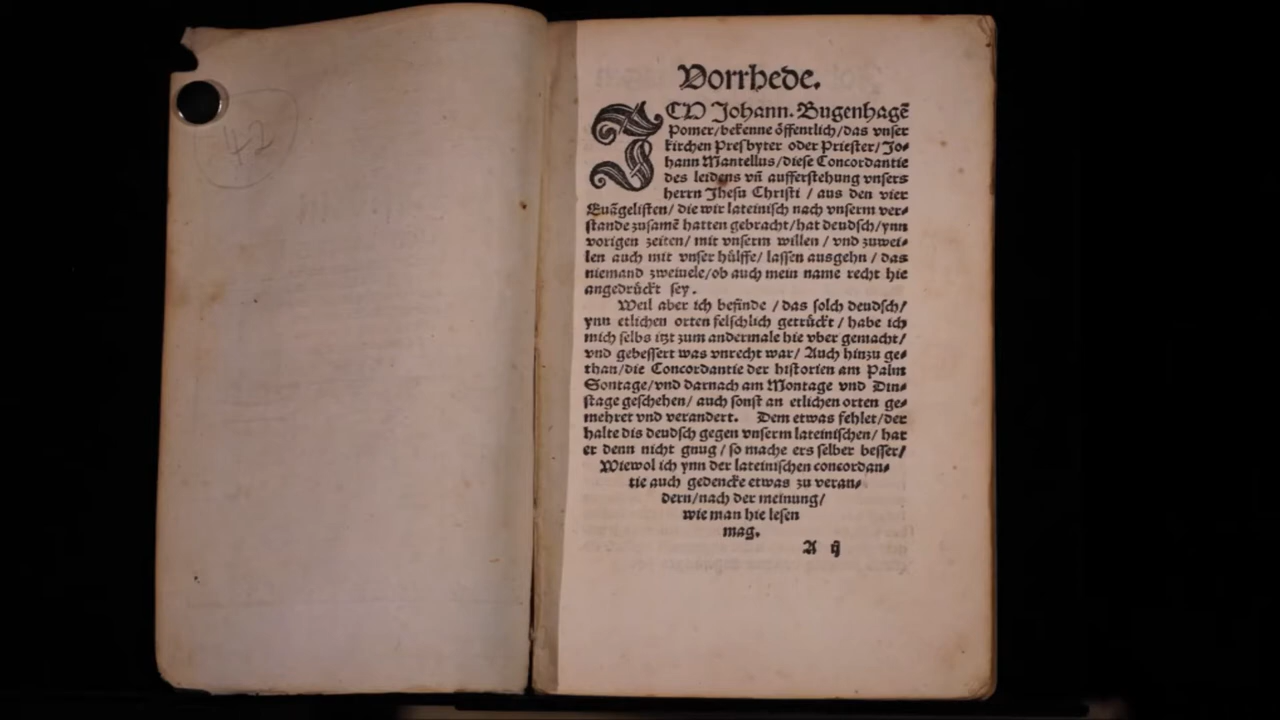 42
Vorrhede.
ICH Johann. Bugenhagē
Pomer/bekenne öffentlich/das vnser
kirchen Presbyter oder Priester/Jo-
hann Mantellus/diese Concordantie
des leidens vñ aufferstehung vnsers
herrn Jhesu Christi / aus den vier
Euāgelisten/ die wir lateinisch nach vnserm ver-
stande zusamē hatten gebracht/hat deudsch/ynn
vorigen zeiten/ mit vnserm willen / vnd zuwei-
len auch mit vnser hülffe/ lassen ausgehn / das
niemand zweiuele/ob auch mein name recht hie
angedrückt sey.
Weil aber ich befinde / das solch deudsch/
ynn etlichen orten felschlich getrückt / habe ich
mich selbs itzt zum andermale hie vber gemacht/
vnd gebessert was vnrecht war/ Auch hinzu ge-
than/die Concordantie der historien am Palm
Sontage/vnd darnach am Montage vnd Din-
stage geschehen/ auch sonst an etlichen orten ge-
mehret vnd verandert. Dem etwas fehlet/der
halte dis deudsch gegen vnserm lateinischen/ hat
er denn nicht gnug / so mache ers selber besser/
Wiewol ich ynn der lateinischen concordan-
tie auch gedencke etwas zu veran-
dern/nach der meinung/
wie man hie lesen
mag.
A ij